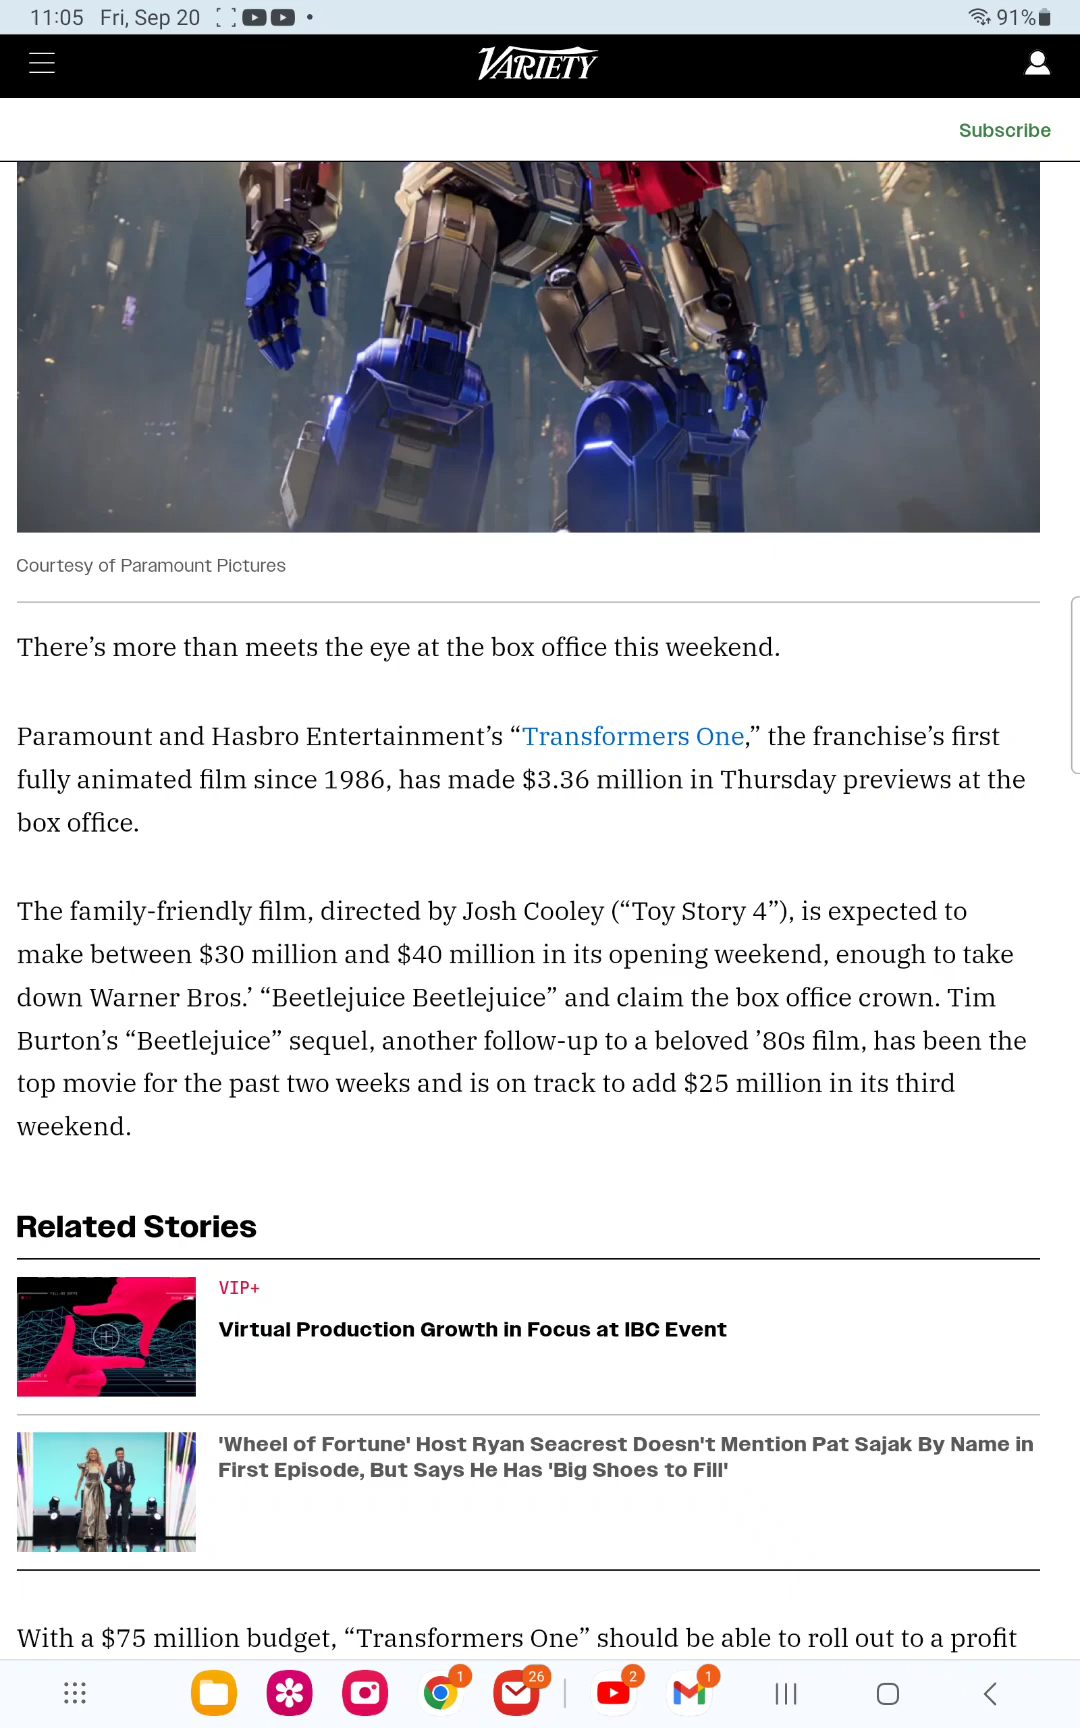 11:05 Fri, Sep 20 91%
VARIETY
Subscribe
Courtesy of Paramount Pictures
There’s more than meets the eye at the box office this weekend.
Paramount and Hasbro Entertainment’s “Transformers One,” the franchise’s first
fully animated film since 1986, has made $3.36 million in Thursday previews at the
box office.
The family-friendly film, directed by Josh Cooley (“Toy Story 4”), is expected to
make between $30 million and $40 million in its opening weekend, enough to take
down Warner Bros.’ “Beetlejuice Beetlejuice” and claim the box office crown. Tim
Burton’s “Beetlejuice” sequel, another follow-up to a beloved ’80s film, has been the
top movie for the past two weeks and is on track to add $25 million in its third
weekend.
Related Stories
VIP+
Virtual Production Growth in Focus at IBC Event
'Wheel of Fortune' Host Ryan Seacrest Doesn't Mention Pat Sajak By Name in
First Episode, But Says He Has 'Big Shoes to Fill'
With a $75 million budget, “Transformers One” should be able to roll out to a profit
1 26 2 1